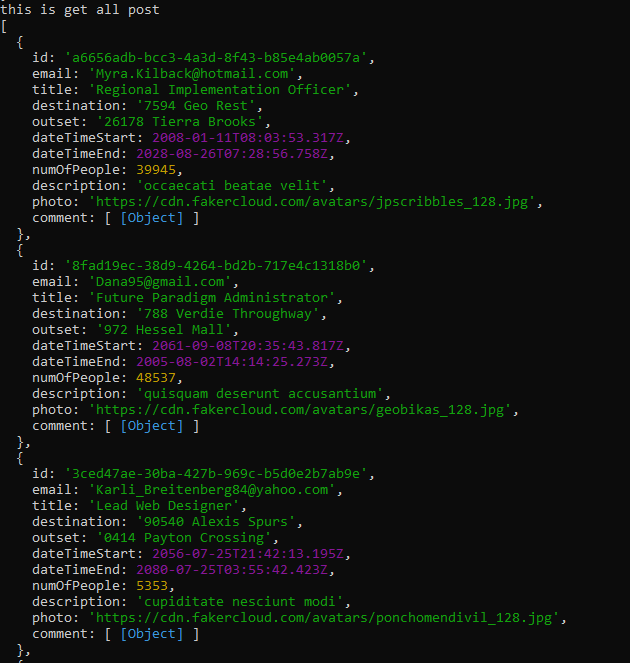 this is get all post
[
  {
    id: 'a6656adb-bcc3-4a3d-8f43-b85e4ab0057a',
    email: 'Myra.Kilback@hotmail.com',
    title: 'Regional Implementation Officer',
    destination: '7594 Geo Rest',
    outset: '26178 Tierra Brooks',
    dateTimeStart: 2008-01-11T08:03:53.317Z,
    dateTimeEnd: 2028-08-26T07:28:56.758Z,
    numOfPeople: 39945,
    description: 'occaecati beatae velit',
    photo: 'https://cdn.fakercloud.com/avatars/jpscribbles_128.jpg',
    comment: [ [Object] ]
  },
  {
    id: '8fad19ec-38d9-4264-bd2b-717e4c1318b0',
    email: 'Dana95@gmail.com',
    title: 'Future Paradigm Administrator',
    destination: '788 Verdie Throughway',
    outset: '972 Hessel Mall',
    dateTimeStart: 2061-09-08T20:35:43.817Z,
    dateTimeEnd: 2005-08-02T14:14:25.273Z,
    numOfPeople: 48537,
    description: 'quisquam deserunt accusantium',
    photo: 'https://cdn.fakercloud.com/avatars/geobikas_128.jpg',
    comment: [ [Object] ]
  },
  {
    id: '3ced47ae-30ba-427b-969c-b5d0e2b7ab9e',
    email: 'Karli_Breitenberg84@yahoo.com',
    title: 'Lead Web Designer',
    destination: '90540 Alexis Spurs',
    outset: '0414 Payton Crossing',
    dateTimeStart: 2056-07-25T21:42:13.195Z,
    dateTimeEnd: 2080-07-25T03:55:42.423Z,
    numOfPeople: 5353,
    description: 'cupiditate nesciunt modi',
    photo: 'https://cdn.fakercloud.com/avatars/ponchomendivil_128.jpg',
    comment: [ [Object] ]
  },